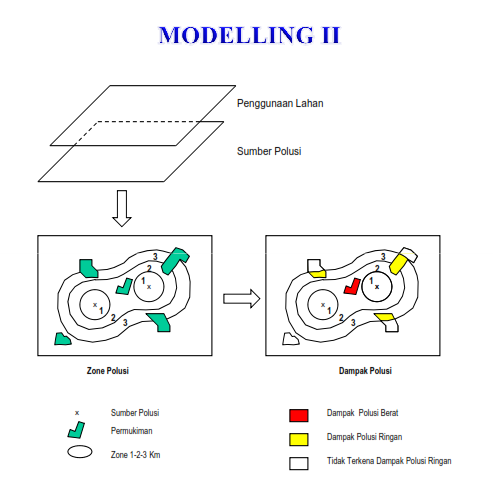 MODELLING II
Penggunaan Lahan
Sumber Polusi
3
2
1
x
x
1
2
3
3
2
1
x
x
1
2
3
Zone Polusi
Dampak Polusi
x
Sumber Polusi
Permukiman
Zone 1-2-3 Km
Dampak Polusi Berat
Dampak Polusi Ringan
Tidak Terkena Dampak Polusi Ringan